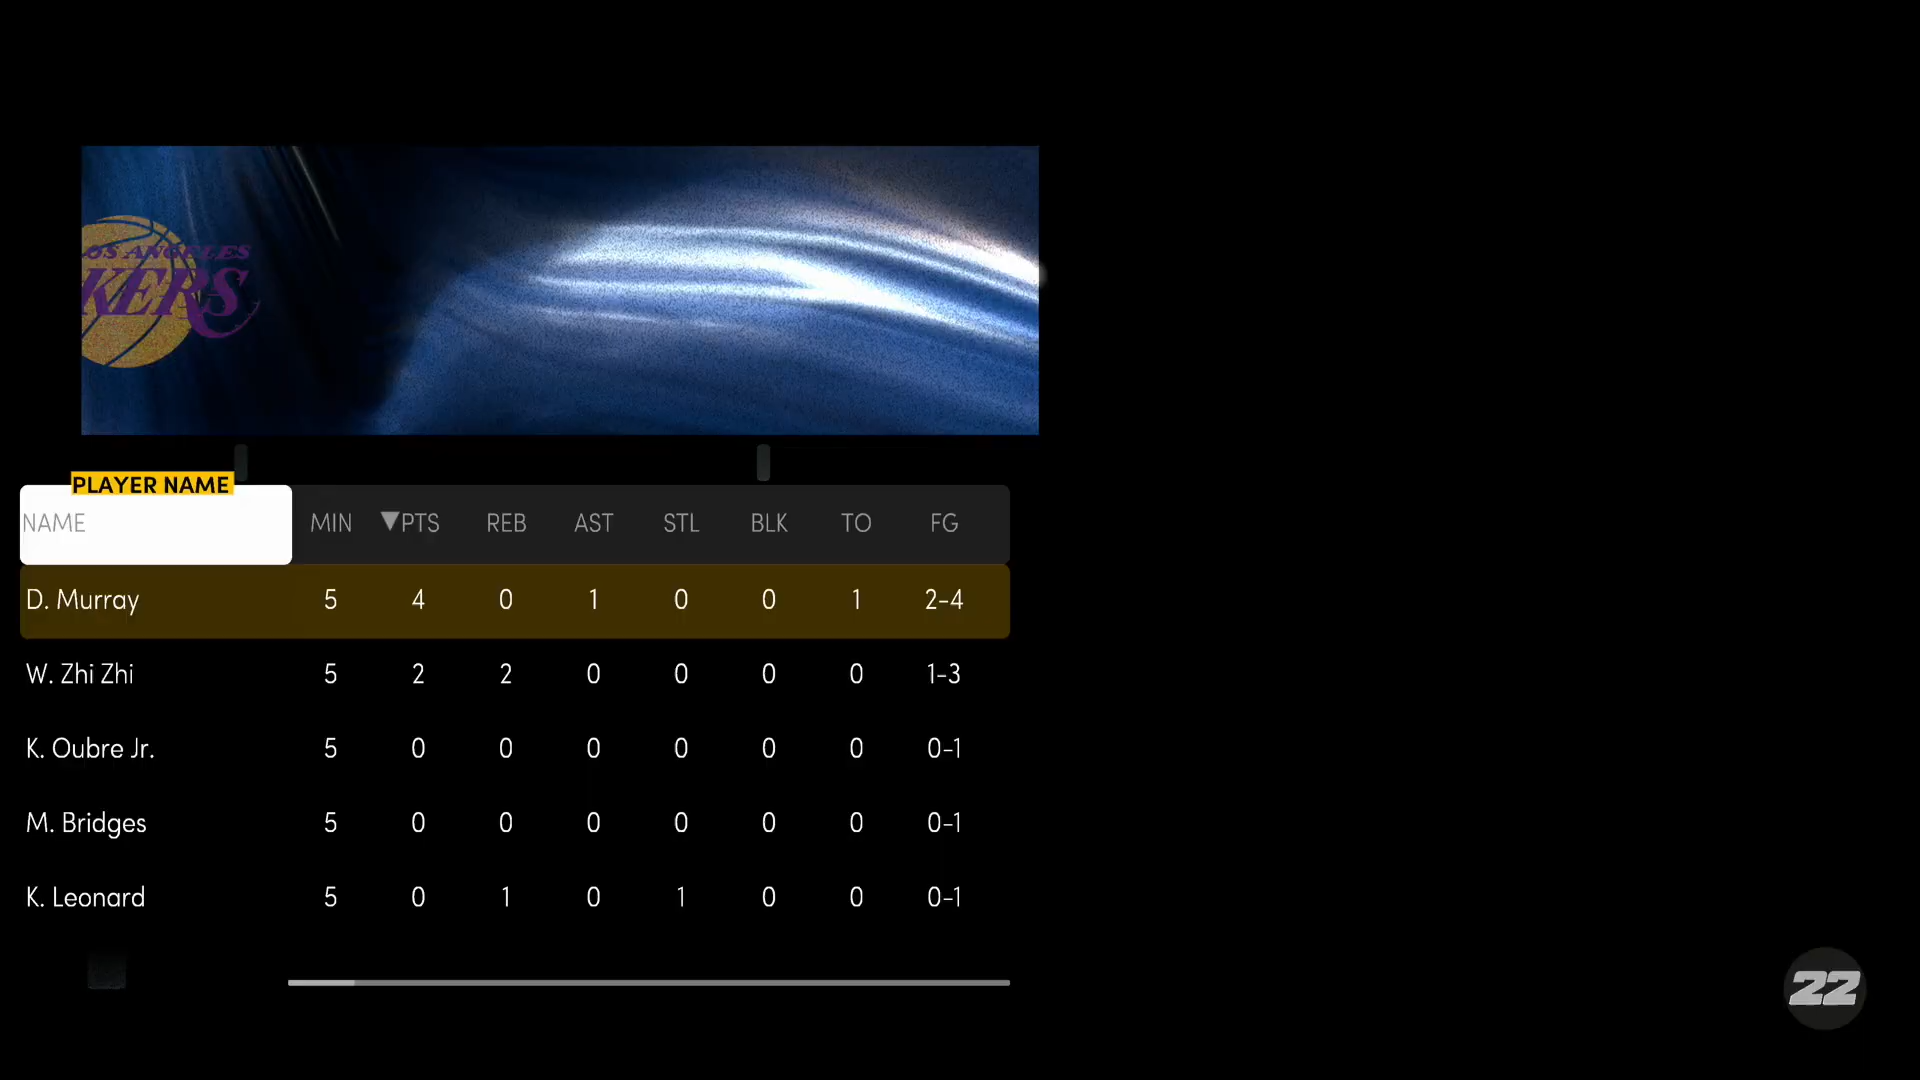 OS ANGELES
KERS
PLAYER NAME
NAME MIN ▼PTS REB AST STL BLK TO FG
D. Murray 5 4 0 1 0 0 1 2-4
W. Zhi Zhi 5 2 2 0 0 0 0 1-3
K. Oubre Jr. 5 0 0 0 0 0 0 0-1
M. Bridges 5 0 0 0 0 0 0 0-1
K. Leonard 5 0 1 0 1 0 0 0-1
22